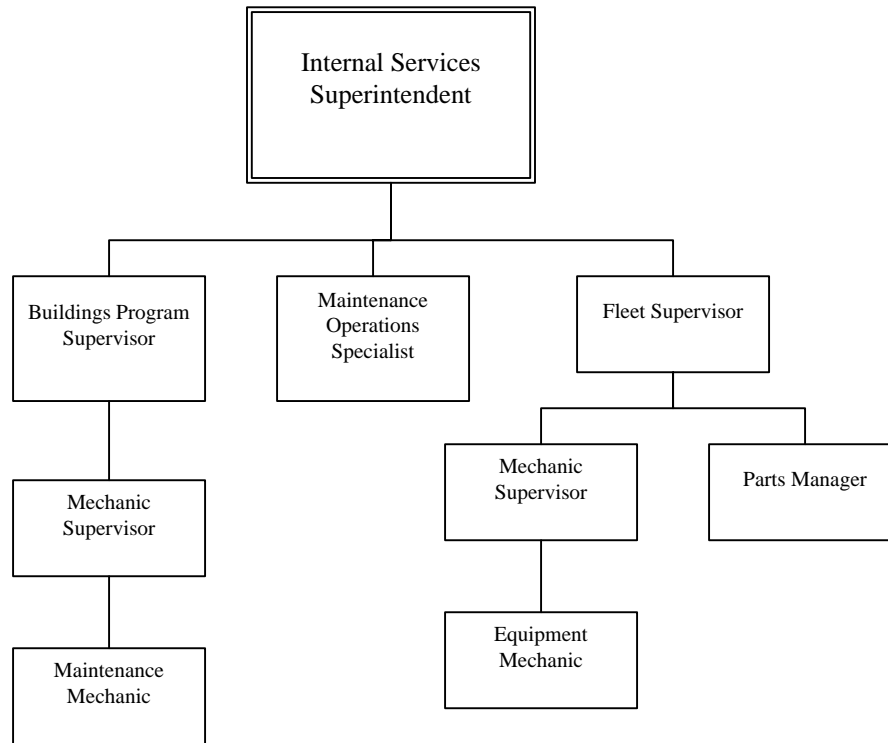 Internal Services
Superintendent
Buildings Program
Supervisor
Maintenance
Operations
Specialist
Fleet Supervisor
Mechanic
Supervisor
Parts Manager
Mechanic
Supervisor
Equipment
Mechanic
Maintenance
Mechanic